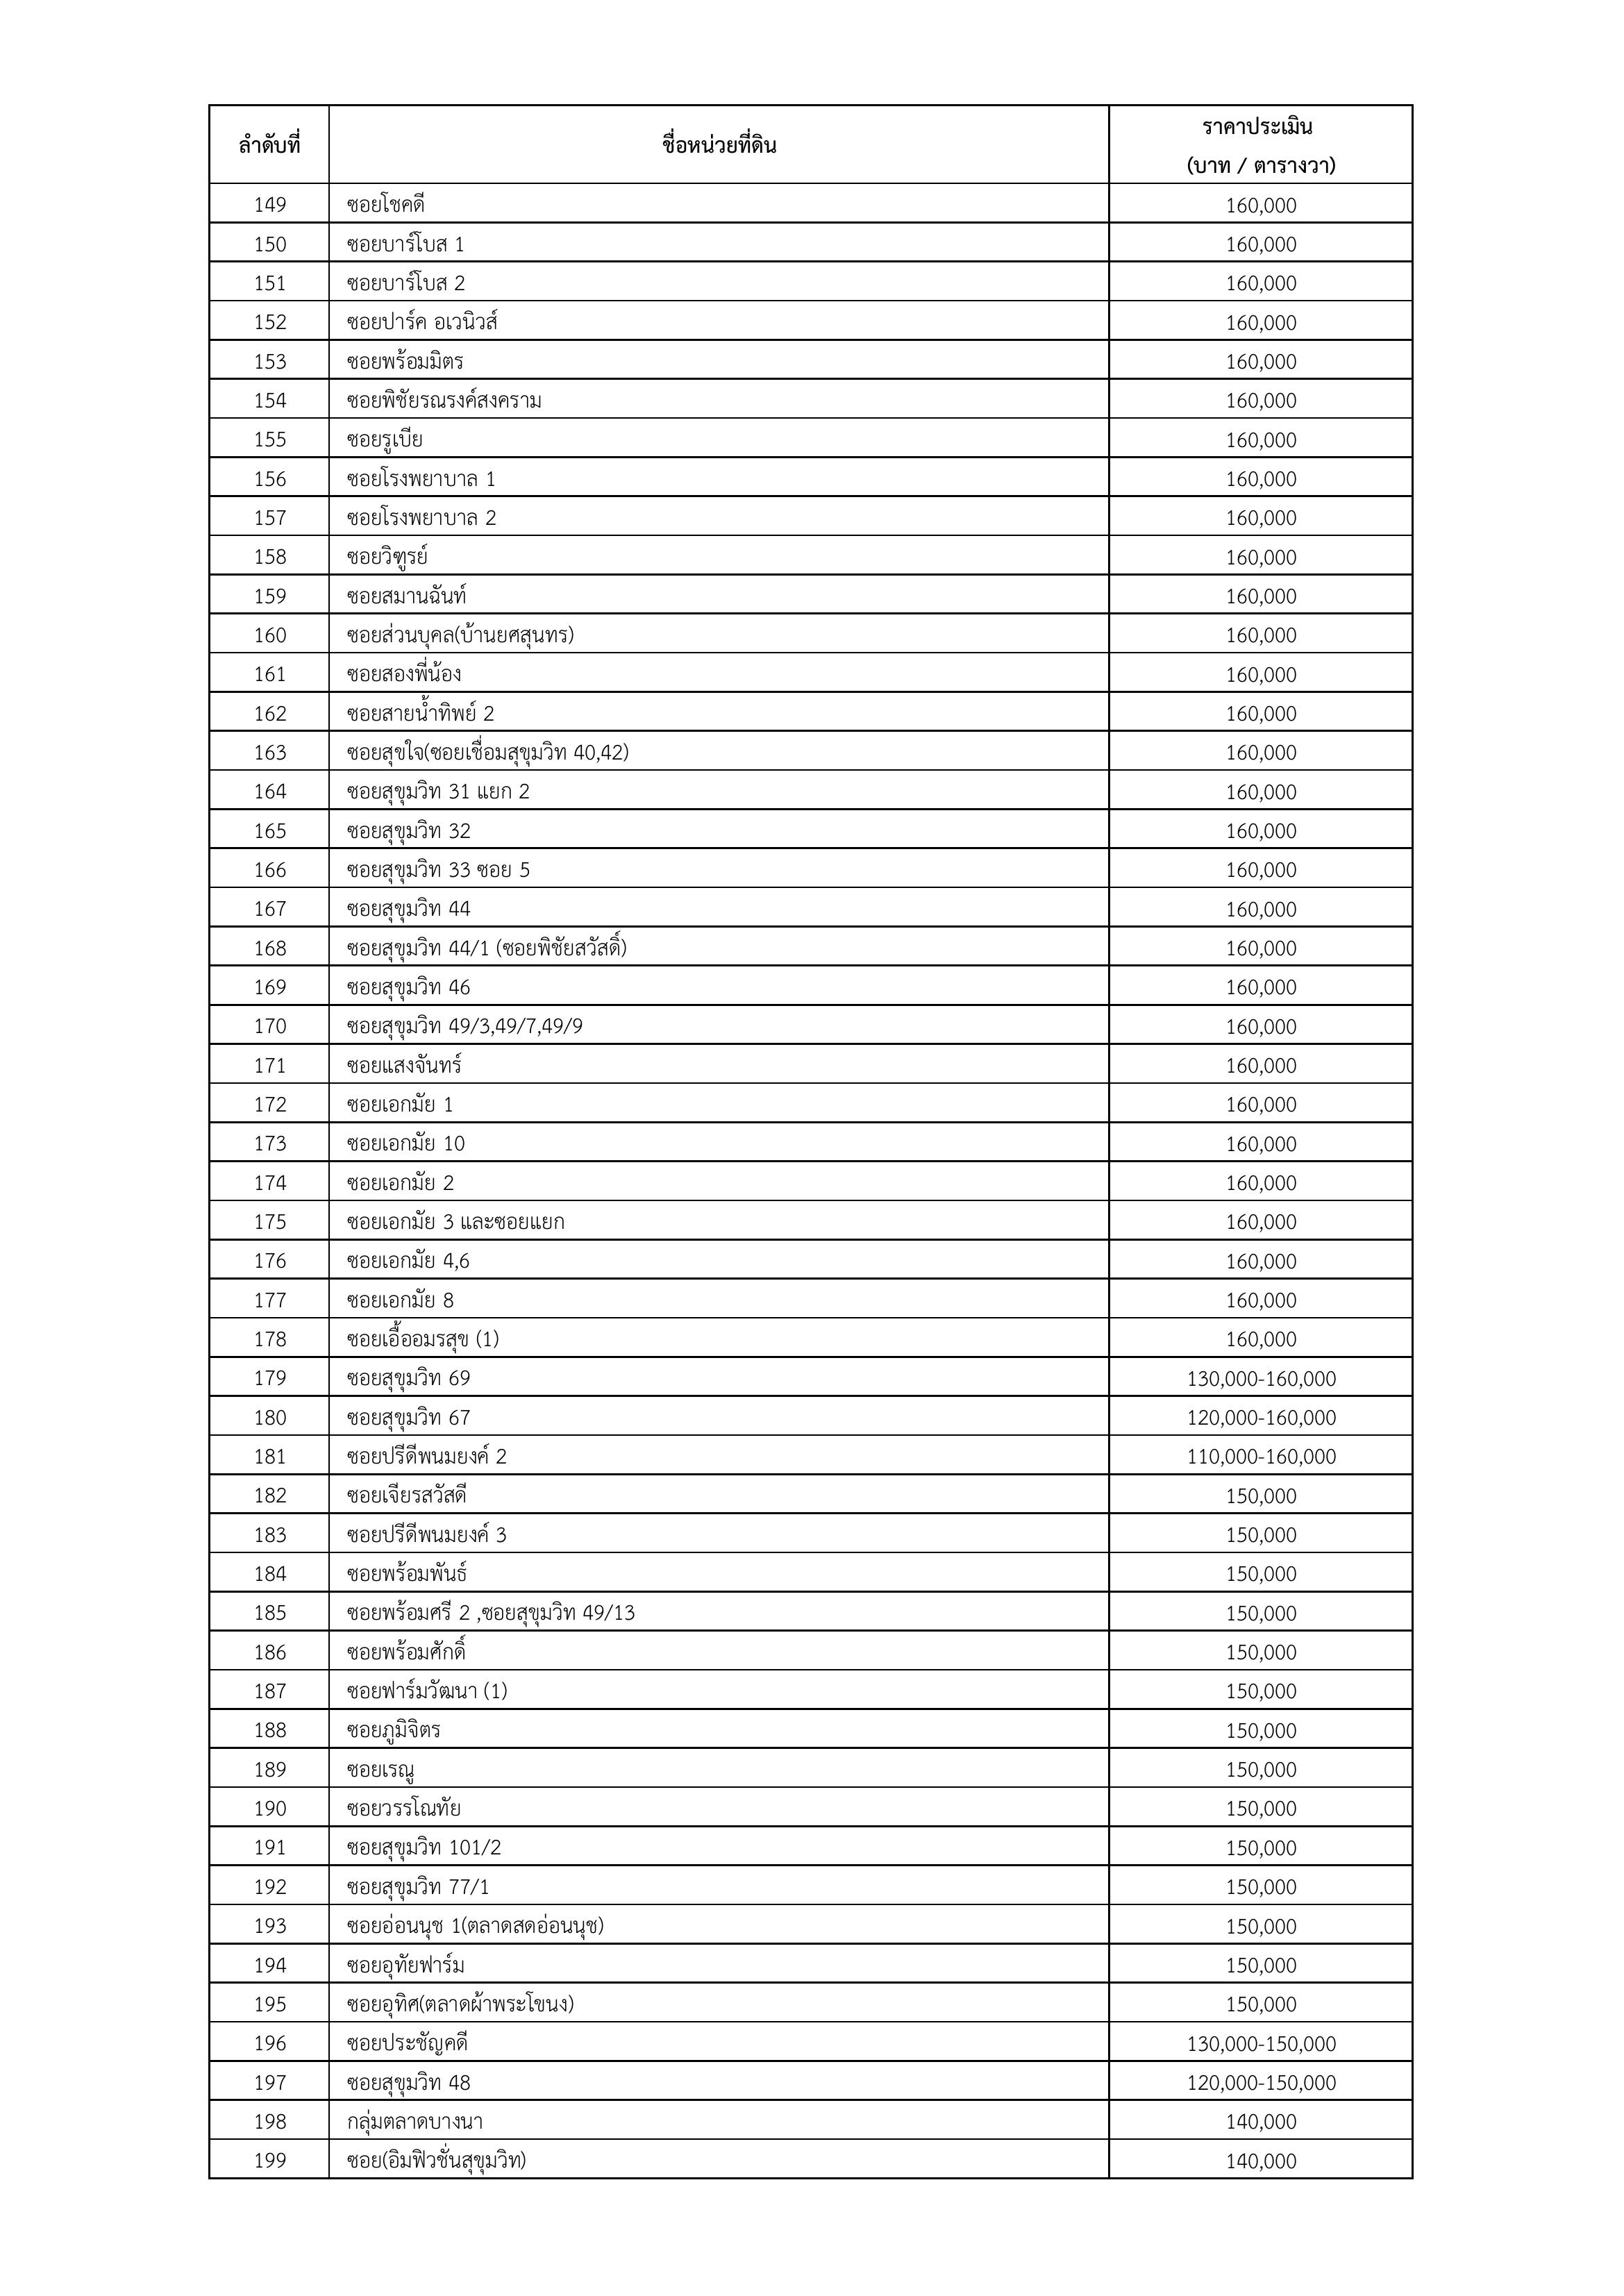 ลำดับที่ ชื่อหน่วยที่ดิน ราคาประเมิน
(บาท / ตารางวา)
149 ซอยโชคดี 160,000
150 ซอยบาร์โบส 1 160,000
151 ซอยบาร์โบส 2 160,000
152 ซอยปาร์ค อเวนิวส์ 160,000
153 ซอยพร้อมมิตร 160,000
154 ซอยพิชัยรณรงค์สงคราม 160,000
155 ซอยรูเบีย 160,000
156 ซอยโรงพยาบาล 1 160,000
157 ซอยโรงพยาบาล 2 160,000
158 ซอยวิฑูรย์ 160,000
159 ซอยสมานฉันท์ 160,000
160 ซอยส่วนบุคล(บ้านยศสุนทร) 160,000
161 ซอยสองพี่น้อง 160,000
162 ซอยสายน้ำทิพย์ 2 160,000
163 ซอยสุขใจ(ซอยเชื่อมสุขุมวิท 40,42) 160,000
164 ซอยสุขุมวิท 31 แยก 2 160,000
165 ซอยสุขุมวิท 32 160,000
166 ซอยสุขุมวิท 33 ซอย 5 160,000
167 ซอยสุขุมวิท 44 160,000
168 ซอยสุขุมวิท 44/1 (ซอยพิชัยสวัสดิ์) 160,000
169 ซอยสุขุมวิท 46 160,000
170 ซอยสุขุมวิท 49/3,49/7,49/9 160,000
171 ซอยแสงจันทร์ 160,000
172 ซอยเอกมัย 1 160,000
173 ซอยเอกมัย 10 160,000
174 ซอยเอกมัย 2 160,000
175 ซอยเอกมัย 3 และซอยแยก 160,000
176 ซอยเอกมัย 4,6 160,000
177 ซอยเอกมัย 8 160,000
178 ซอยเอื้ออมรสุข (1) 160,000
179 ซอยสุขุมวิท 69 130,000-160,000
180 ซอยสุขุมวิท 67 120,000-160,000
181 ซอยปรีดีพนมยงค์ 2 110,000-160,000
182 ซอยเจียรสวัสดี 150,000
183 ซอยปรีดีพนมยงค์ 3 150,000
184 ซอยพร้อมพันธ์ 150,000
185 ซอยพร้อมศรี 2 ,ซอยสุขุมวิท 49/13 150,000
186 ซอยพร้อมศักดิ์ 150,000
187 ซอยฟาร์มวัฒนา (1) 150,000
188 ซอยภูมิจิตร 150,000
189 ซอยเรณู 150,000
190 ซอยวรรโณทัย 150,000
191 ซอยสุขุมวิท 101/2 150,000
192 ซอยสุขุมวิท 77/1 150,000
193 ซอยอ่อนนุช 1(ตลาดสดอ่อนนุช) 150,000
194 ซอยอุทัยฟาร์ม 150,000
195 ซอยอุทิศ(ตลาดผ้าพระโขนง) 150,000
196 ซอยประชัญคดี 130,000-150,000
197 ซอยสุขุมวิท 48 120,000-150,000
198 กลุ่มตลาดบางนา 140,000
199 ซอย(อิมฟิวชั่นสุขุมวิท) 140,000